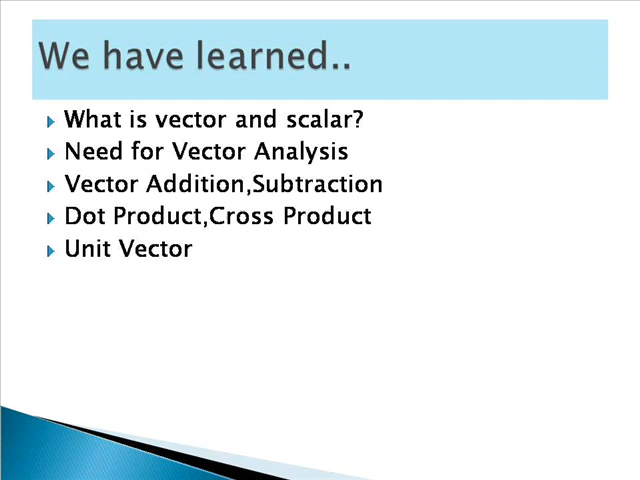 We have learned..
What is vector and scalar?
Need for Vector Analysis
Vector Addition,Subtraction
Dot Product,Cross Product
Unit Vector